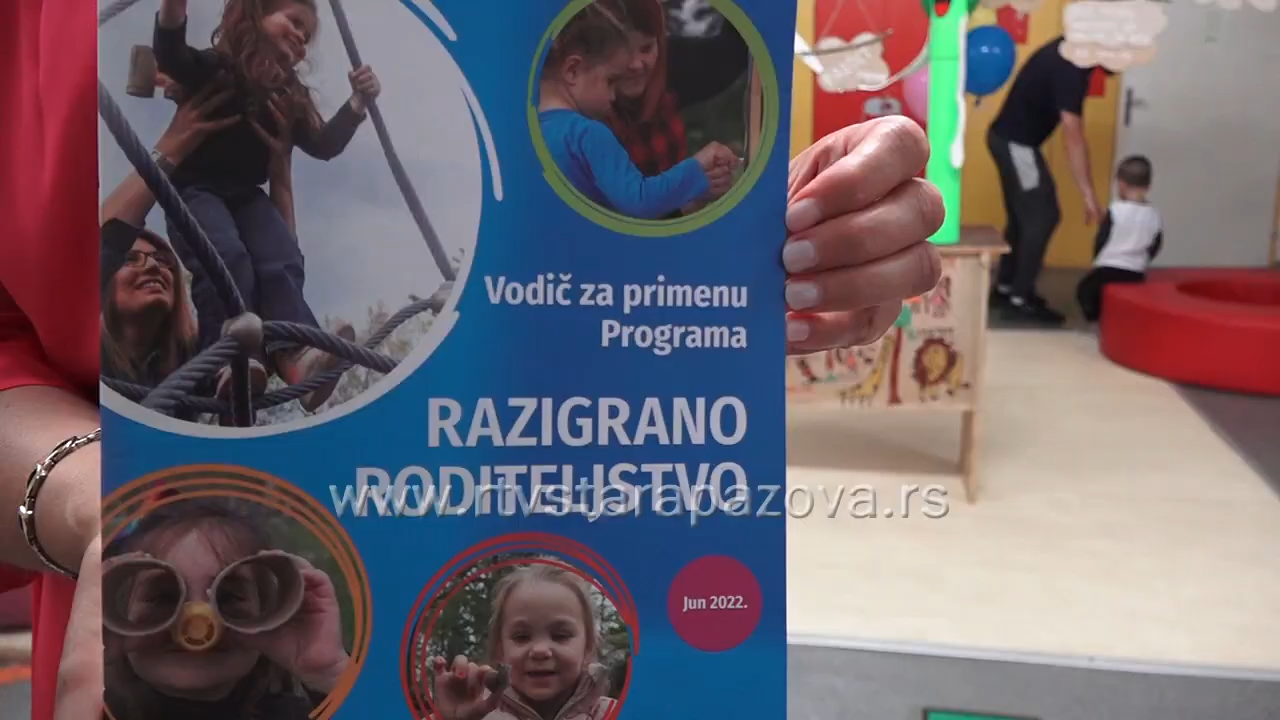 Vodič za primenu
Programa
RAZIGRANO
RODITELJSTVO
www.rtvstarapazova.rs
Jun 2022.